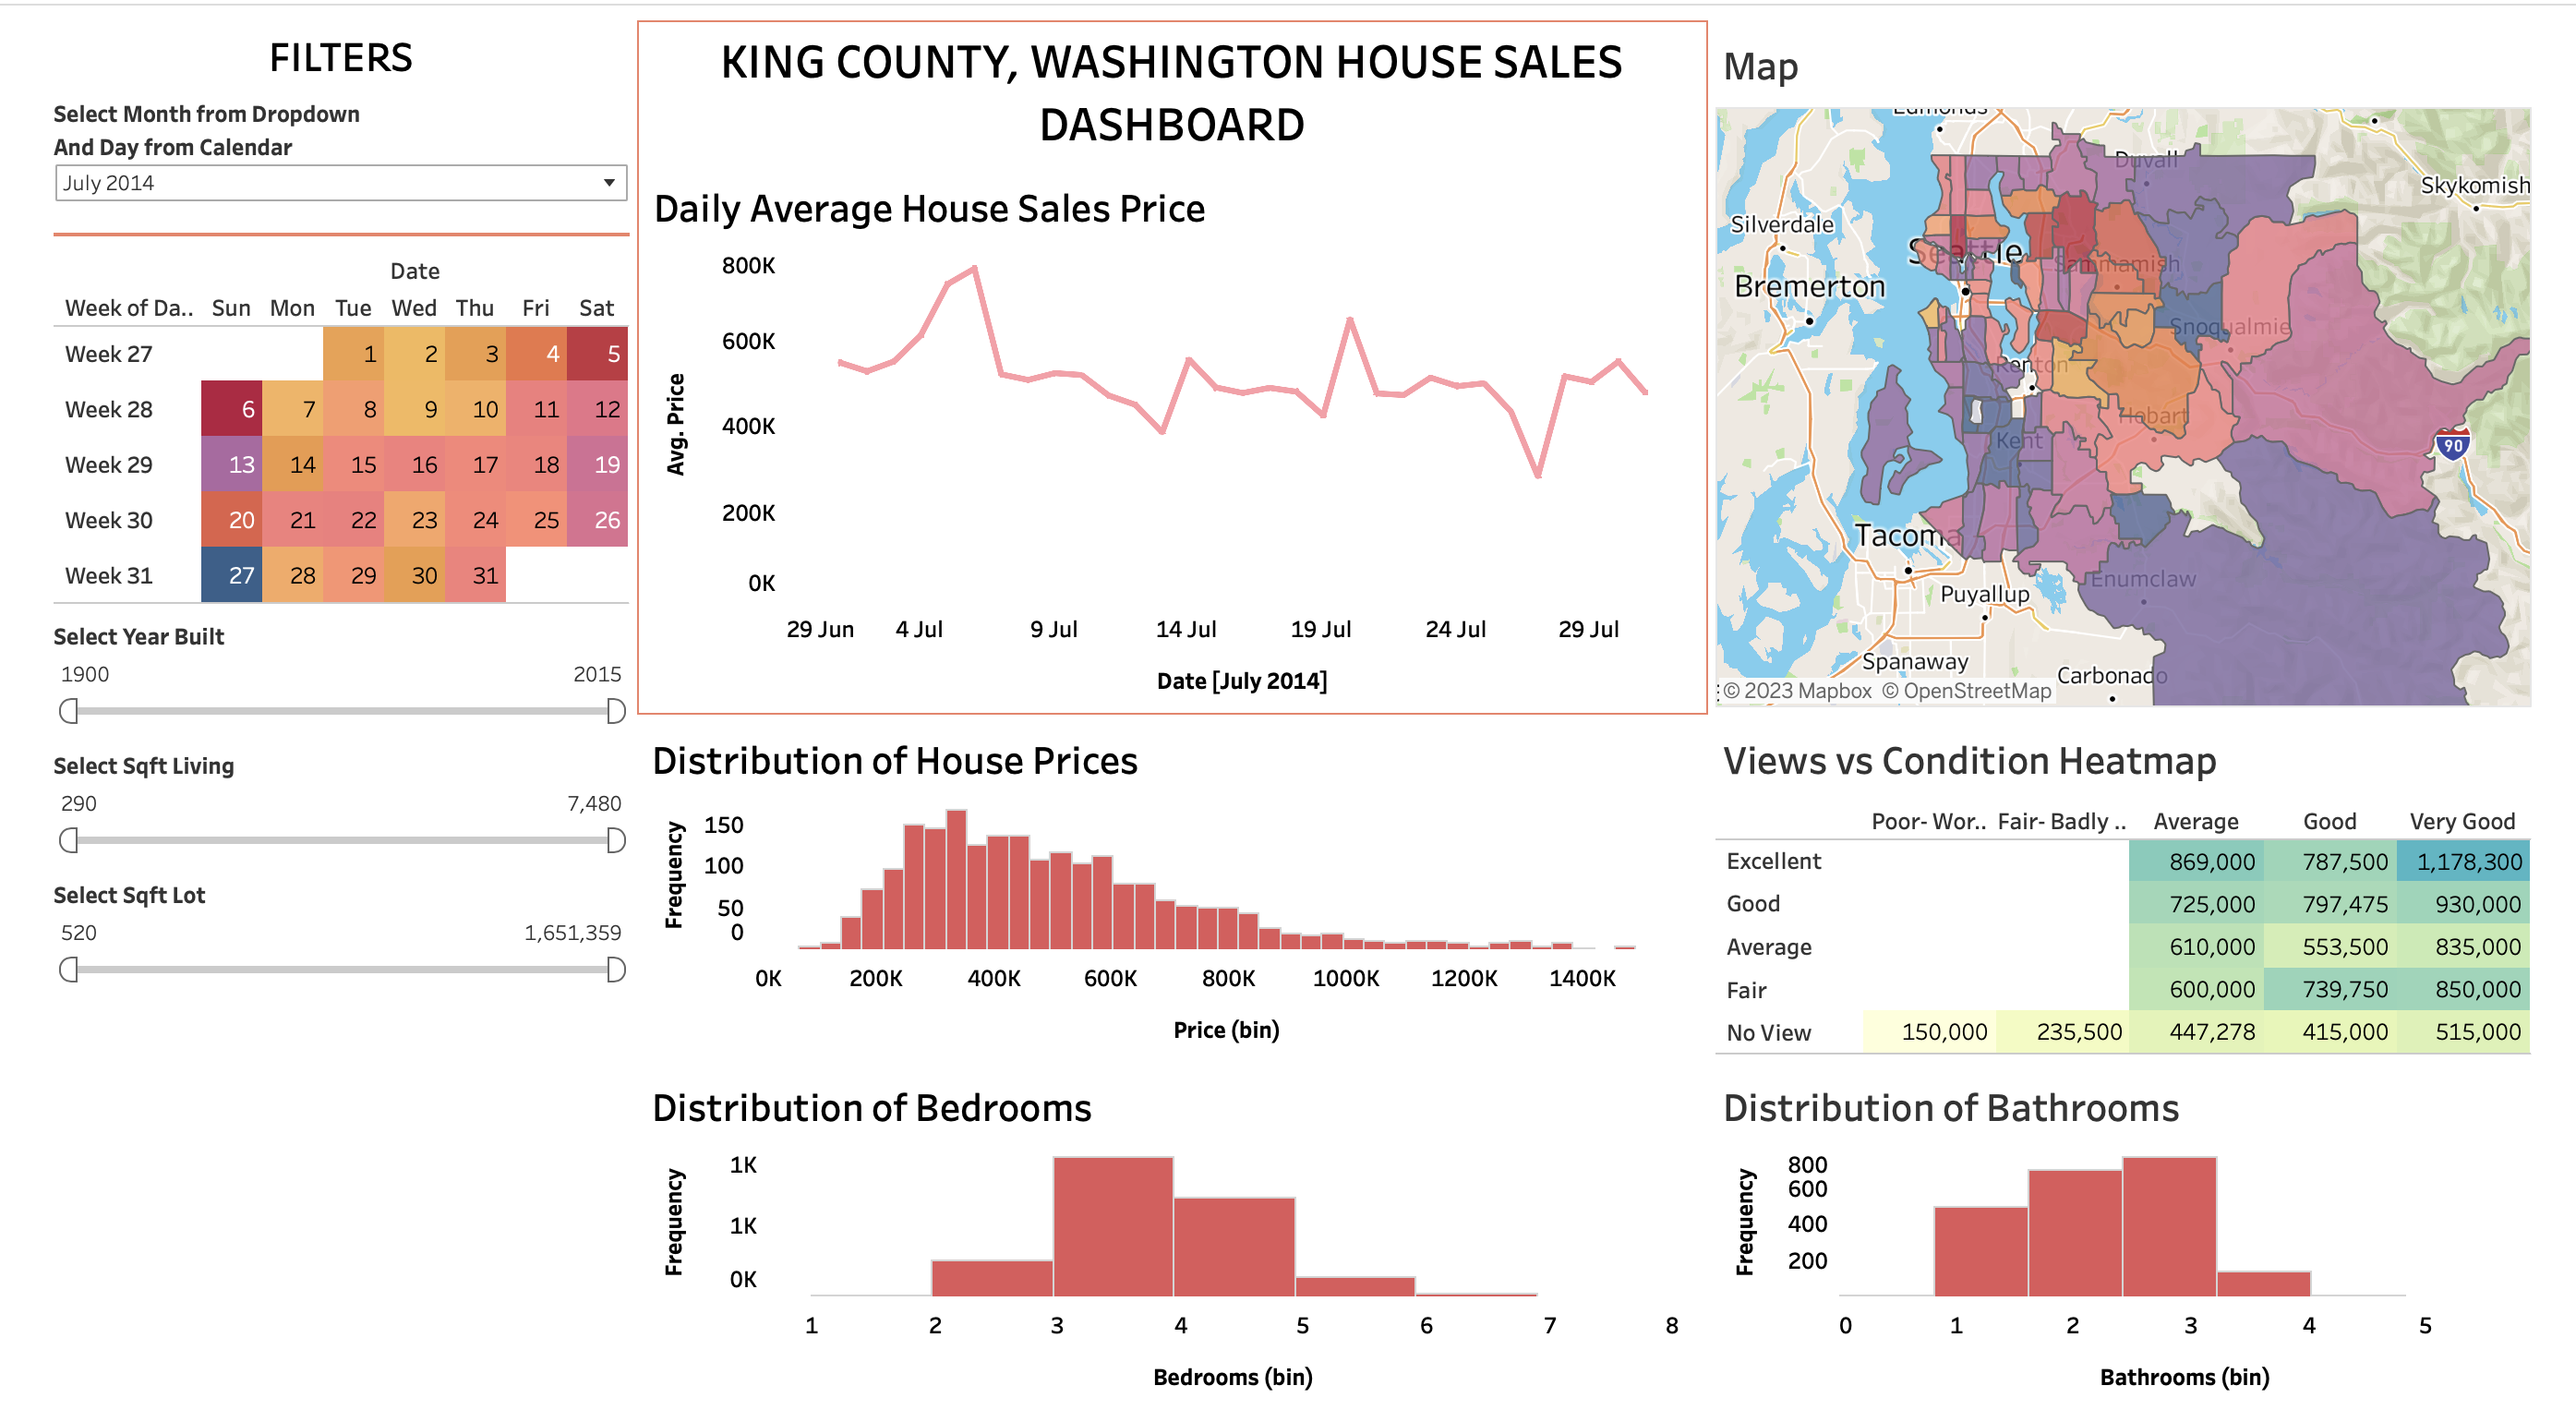 FILTERS
Select Month from Dropdown
And Day from Calendar
July 2014
Date
Week of Da.. Sun Mon Tue Wed Thu Fri Sat
Week 27 1 2 3 4 5
Week 28 6 7 8 9 10 11 12
Week 29 13 14 15 16 17 18 19
Week 30 20 21 22 23 24 25 26
Week 31 27 28 29 30 31
Select Year Built
1900 2015
Select Sqft Living
290 7,480
Select Sqft Lot
520 1,651,359
KING COUNTY, WASHINGTON HOUSE SALES
DASHBOARD
Daily Average House Sales Price
Avg. Price
800K
600K
400K
200K
0K
29 Jun 4 Jul 9 Jul 14 Jul 19 Jul 24 Jul 29 Jul
Date [July 2014]
Map
Edmonds
Duvall
Skykomish
Silverdale
Seattle
Sammamish
Bremerton
Snoqualmie
Renton
Hobart
Kent
90
Tacoma
Enumclaw
Puyallup
Spanaway
Carbonado
© 2023 Mapbox © OpenStreetMap
Distribution of House Prices
Frequency
150
100
50
0
0K 200K 400K 600K 800K 1000K 1200K 1400K
Price (bin)
Views vs Condition Heatmap
Poor- Wor.. Fair- Badly .. Average Good Very Good
Excellent 869,000 787,500 1,178,300
Good 725,000 797,475 930,000
Average 610,000 553,500 835,000
Fair 600,000 739,750 850,000
No View 150,000 235,500 447,278 415,000 515,000
Distribution of Bedrooms
Frequency
1K
1K
0K
1 2 3 4 5 6 7 8
Bedrooms (bin)
Distribution of Bathrooms
Frequency
800
600
400
200
0 1 2 3 4 5
Bathrooms (bin)